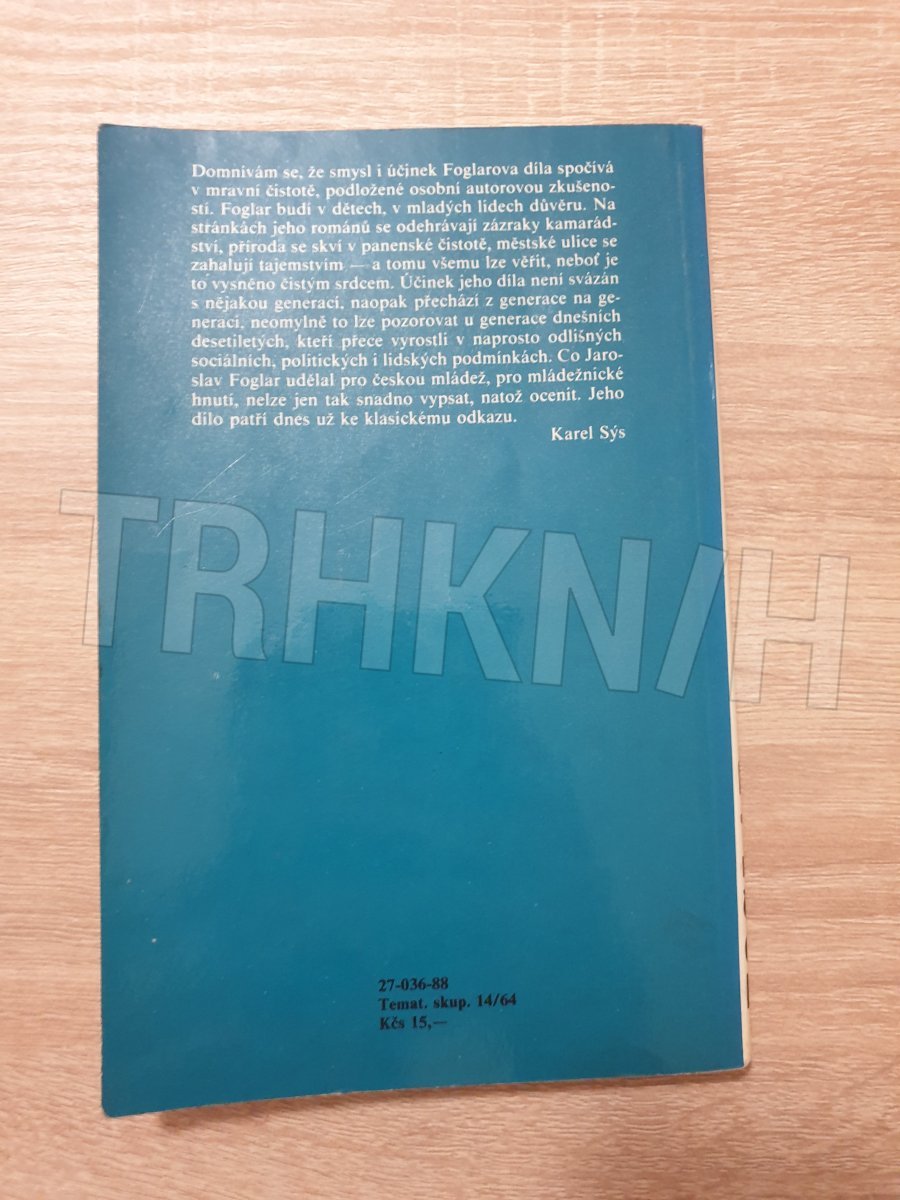 Domnívám se, že smysl i účinek Foglarova díla spočívá
v mravní čistotě, podložené osobní autorovou zkušeno-
stí. Foglar budí v dětech, v mladých lidech důvěru. Na
stránkách jeho románů se odehrávají zázraky kamarád-
ství, příroda se skví v panenské čistotě, městské ulice se
zahalují tajemstvím — a tomu všemu lze věřit, neboť je
to vysněno čistým srdcem. Účinek jeho díla není svázán
s nějakou generací, naopak přechází z generace na ge-
neraci, neomylně to lze pozorovat u generace dnešních
desetiletých, kteří přece vyrostli v naprosto odlišných
sociálních, politických i lidských podmínkách. Co Jaro-
slav Foglar udělal pro českou mládež, pro mládežnické
hnutí, nelze jen tak snadno vypsat, natož ocenit. Jeho
dílo patří dnes už ke klasickému odkazu.
Karel Sýs
TRHKNIH
27-036-88
Temat. skup. 14/64
Kčs 15,—